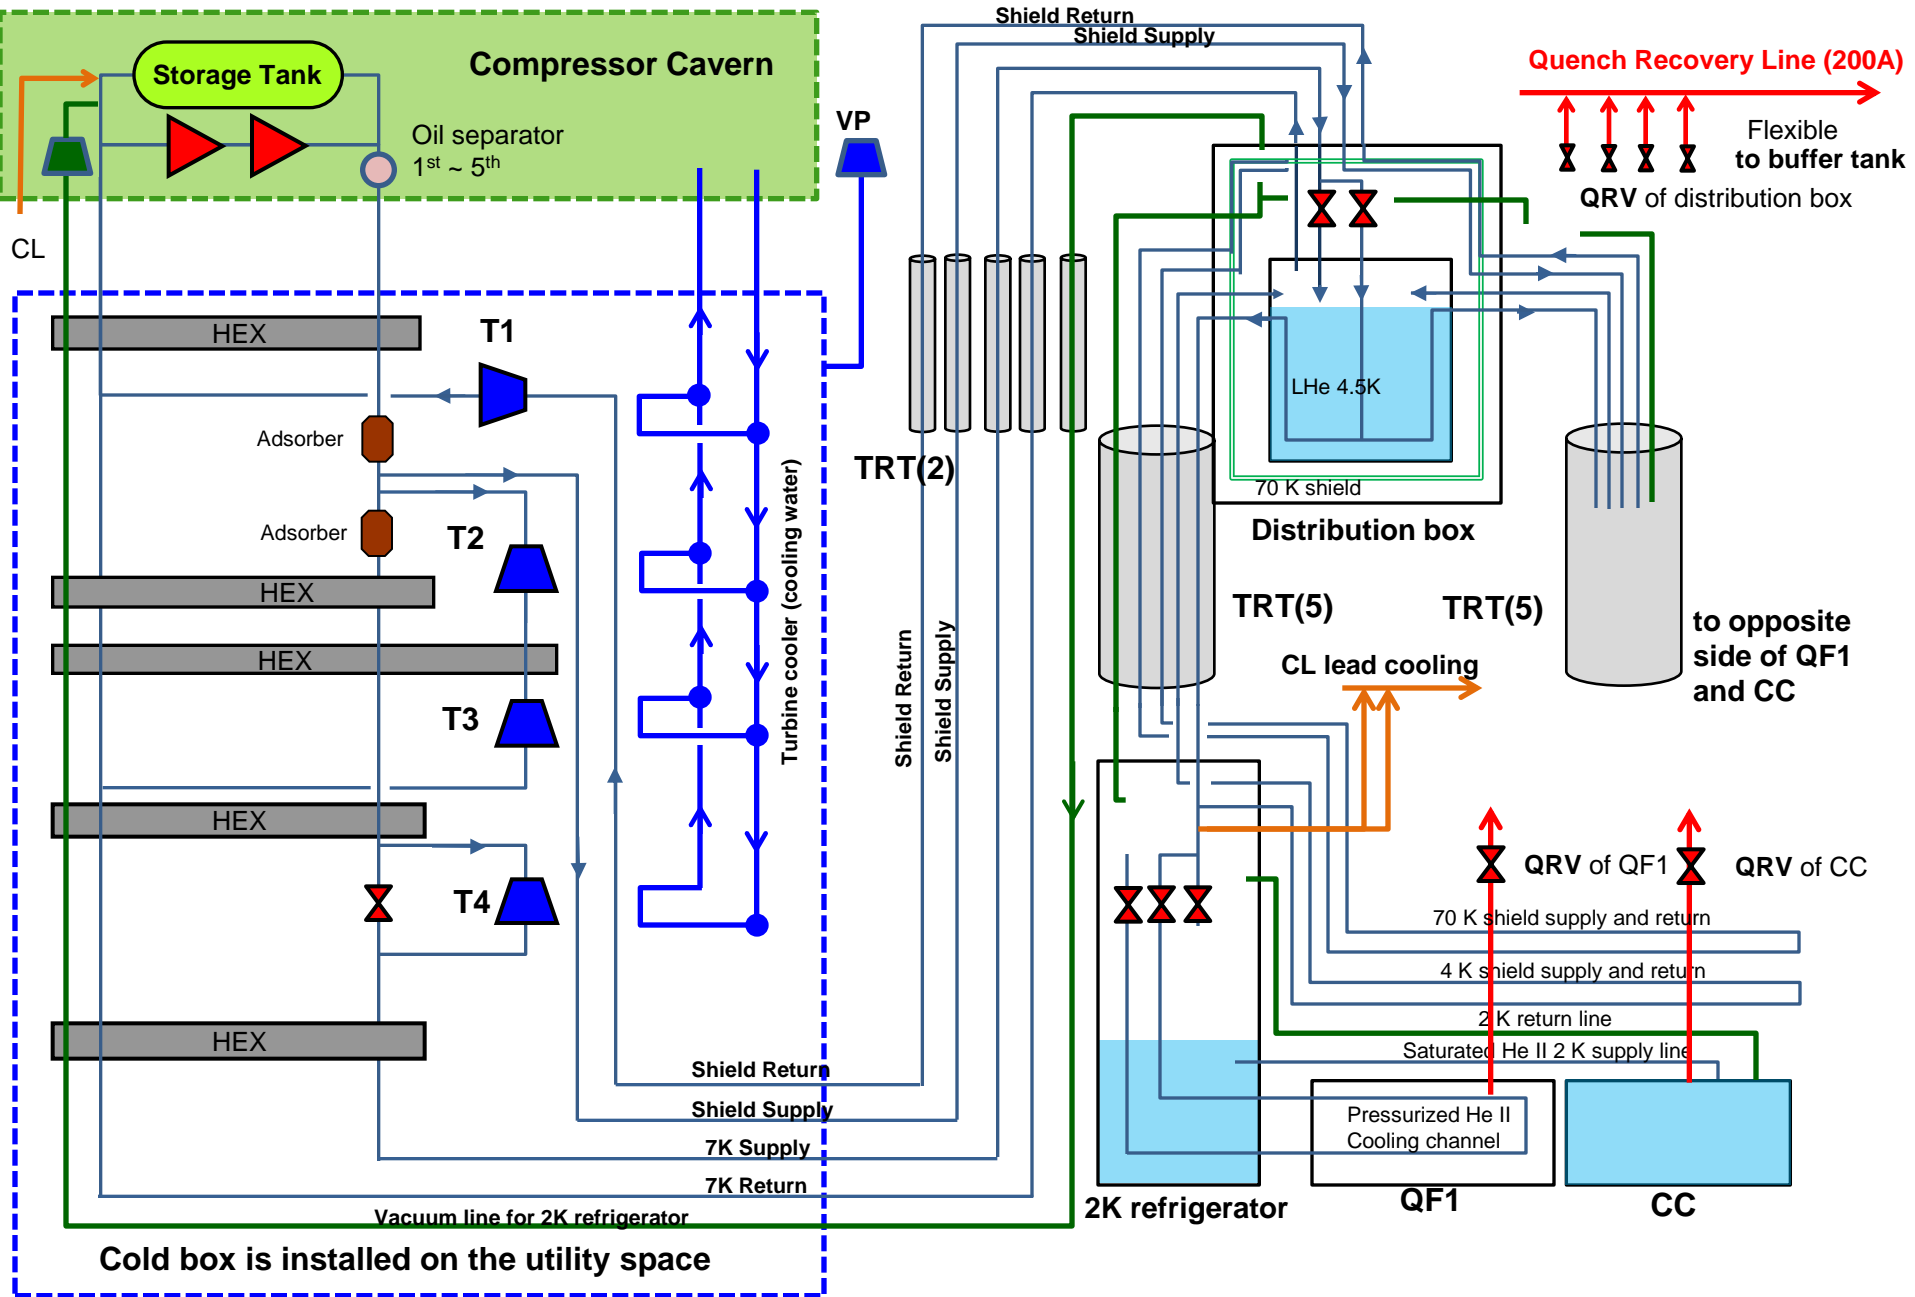 Shield Return
Shield Supply
Compressor Cavern
Storage Tank
Quench Recovery Line (200A)
Oil separator
1st ~ 5th
VP
Flexible
to buffer tank
QRV of distribution box
CL
HEX
T1
LHe 4.5K
Adsorber
TRT(2)
70 K shield
Distribution box
Adsorber
T2
HEX
TRT(5)
TRT(5)
to opposite
side of QF1
and CC
HEX
CL lead cooling
T3
Turbine cooler (cooling water)
Shield Return
Shield Supply
HEX
QRV of QF1
QRV of CC
T4
70 K shield supply and return
4 K shield supply and return
2 K return line
HEX
Saturated He II 2 K supply line
Shield Return
Shield Supply
Pressurized He II
Cooling channel
7K Supply
7K Return
2K refrigerator
QF1
CC
Vacuum line for 2K refrigerator
Cold box is installed on the utility space